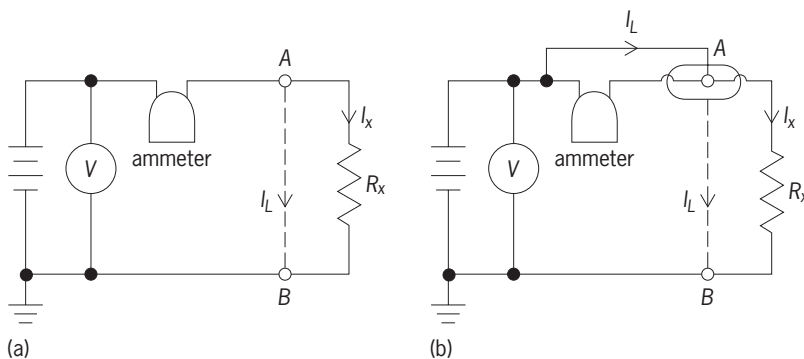 A
I_x
V
ammeter
I_L
R_x
B
(a)
I_L
A
I_x
V
ammeter
I_L
R_x
B
(b)